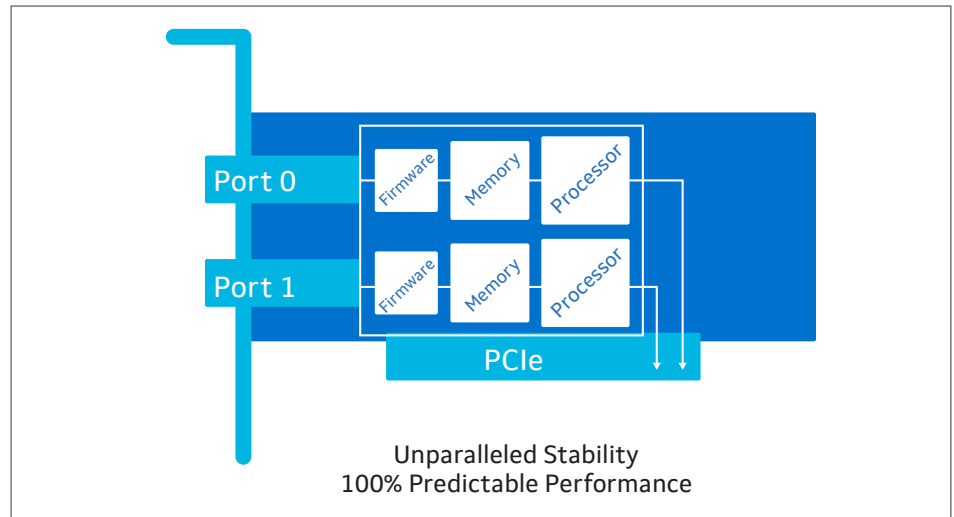 Port 0
Firmware
Memory
Processor
Port 1
Firmware
Memory
Processor
PCIe
Unparalleled Stability
100% Predictable Performance